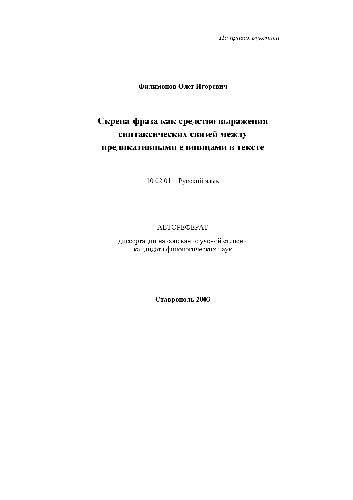 На правах рукописи
Филимонов Олег Игоревич
Скрепа-фраза как средство выражения
синтаксических связей между
предикативными единицами в тексте
10.02.01 – Русский язык
АВТОРЕФЕРАТ
диссертации на соискание ученой степени
кандидата филологических наук
Ставрополь 2003